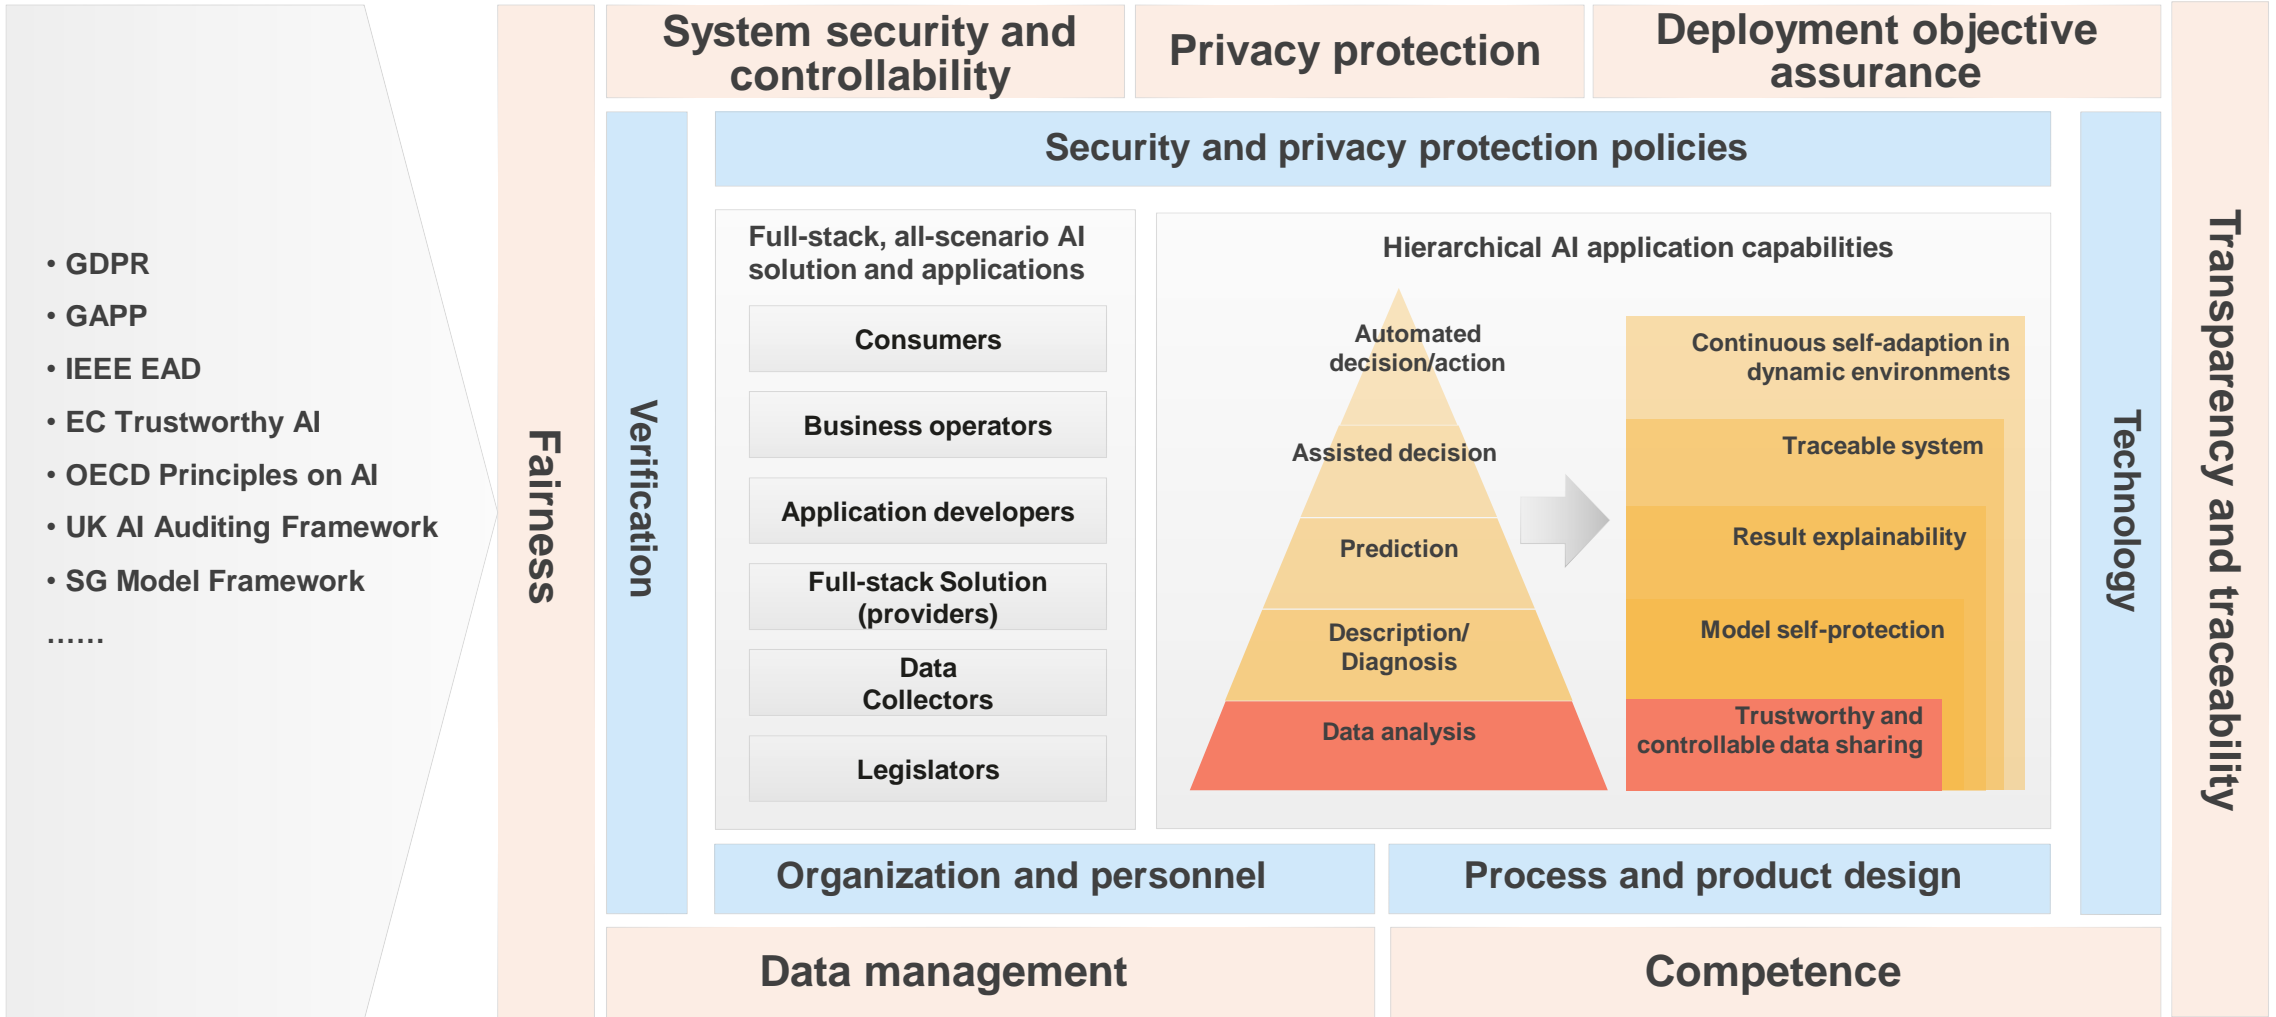 • GDPR
• GAPP
• IEEE EAD
• EC Trustworthy AI
• OECD Principles on AI
• UK AI Auditing Framework
• SG Model Framework
……
Fairness
System security and
controllability
Privacy protection
Deployment objective
assurance
Verification
Security and privacy protection policies
Full-stack, all-scenario AI
solution and applications
Consumers
Business operators
Application developers
Full-stack Solution
(providers)
Data
Collectors
Legislators
Hierarchical AI application capabilities
Automated
decision/action
Assisted decision
Prediction
Description/
Diagnosis
Data analysis
Continuous self-adaption in
dynamic environments
Traceable system
Result explainability
Model self-protection
Trustworthy and
controllable data sharing
Technology
Transparency and traceability
Organization and personnel
Process and product design
Data management
Competence